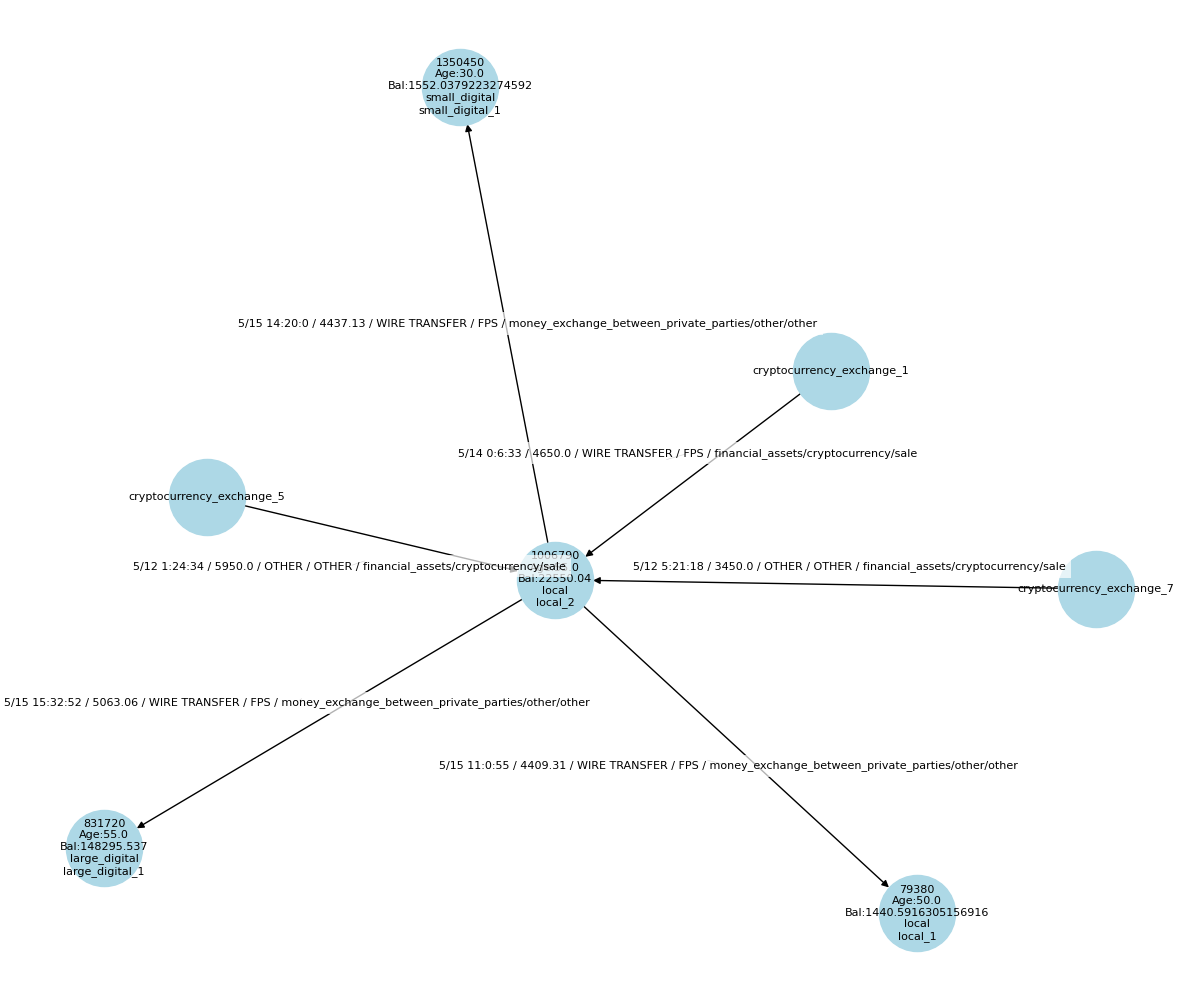 1350450
Age:30.0
Bal:1552.0379223274592
small_digital
small_digital_1
5/15 14:20:0 / 4437.13 / WIRE TRANSFER / FPS / money_exchange_between_private_parties/other/other
cryptocurrency_exchange_1
5/14 0:6:33 / 4650.0 / WIRE TRANSFER / FPS / financial_assets/cryptocurrency/sale
cryptocurrency_exchange_5
1006790
5/12 1:24:34 / 5950.0 / OTHER / OTHER / financial_assets/cryptocurrency/sale
5/12 5:21:18 / 3450.0 / OTHER / OTHER / financial_assets/cryptocurrency/sale
Bal:22550.04
local
local_2
cryptocurrency_exchange_7
5/15 15:32:52 / 5063.06 / WIRE TRANSFER / FPS / money_exchange_between_private_parties/other/other
5/15 11:0:55 / 4409.31 / WIRE TRANSFER / FPS / money_exchange_between_private_parties/other/other
831720
Age:55.0
Bal:148295.537
large_digital
large_digital_1
79380
Age:50.0
Bal:1440.5916305156916
local
local_1